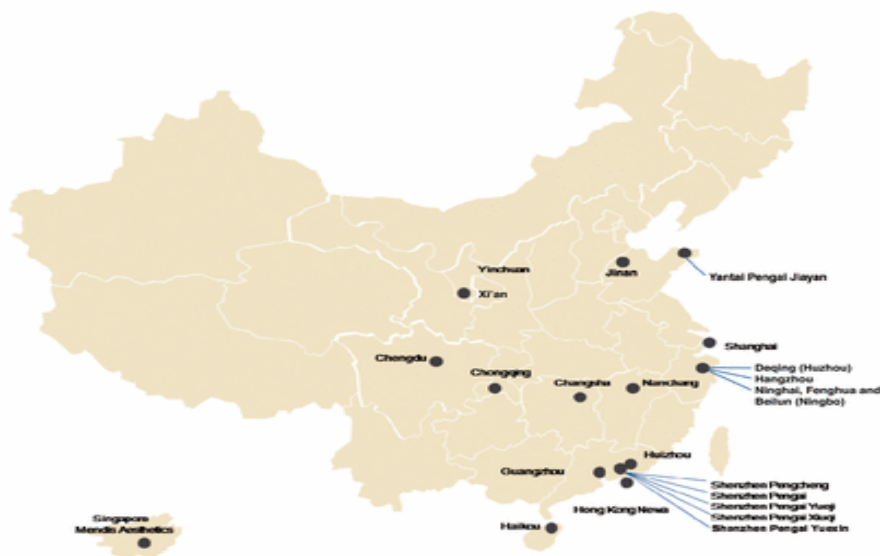 Yinchuan
Jinan
Yantai Pengai Jiayan
Xi'an
Shanghai
Chengdu
Deqing (Huzhou)
Hangzhou
Ninghai, Fenghua and
Beilun (Ningbo)
Chongqing
Changsha
Nanchang
Huizhou
Guangzhou
Shenzhen Pengcheng
Shenzhen Pengai
Shenzhen Pengai Yueji
Shenzhen Pengai Xiuqi
Shanzhen Pengai Yuexin
Hong Kong Newa
Haikou
Singapore
Mendis Aesthetics